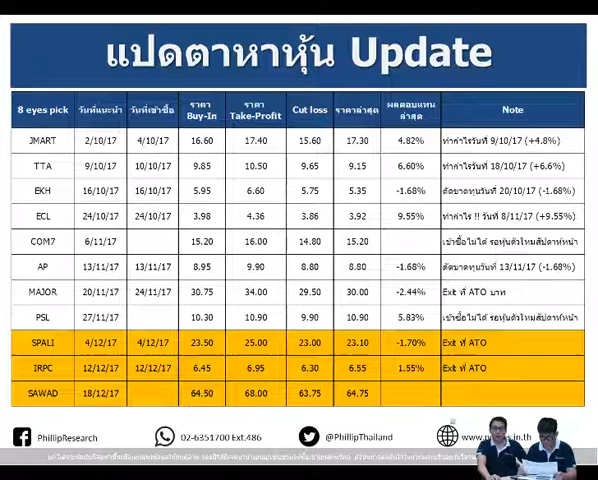 แปดตาหาหุ้น Update
8 eyes pick วันที่แนะนำ วันที่เข้าซื้อ ราคา Buy-In ราคา Take-Profit Cut loss ราคาล่าสุด ผลตอบแทนล่าสุด Note
JMART 2/10/17 4/10/17 16.60 17.40 15.60 17.30 4.82% ทำกำไรวันที่ 9/10/17 (+4.8%)
TTA 9/10/17 10/10/17 9.85 10.50 9.65 9.15 6.60% ทำกำไรวันที่ 18/10/17 (+6.6%)
EKH 16/10/17 16/10/17 5.95 6.60 5.75 5.35 -1.68% ตัดขาดทุนวันที่ 20/10/17 (-1.68%)
ECL 24/10/17 24/10/17 3.98 4.36 3.86 3.92 9.55% ทำกำไร !! วันที่ 8/11/17 (+9.55%)
COM7 6/11/17 15.20 16.00 14.80 15.20 เข้าซื้อไม่ได้ รอหุ้นตัวใหม่สัปดาห์หน้า
AP 13/11/17 13/11/17 8.95 9.90 8.80 8.80 -1.68% ตัดขาดทุนวันที่ 13/11/17 (-1.68%)
MAJOR 20/11/17 24/11/17 30.75 34.00 29.50 30.00 -2.44% Exit ที่ ATO บาท
PSL 27/11/17 10.30 10.90 9.90 10.90 5.83% เข้าซื้อไม่ได้ รอหุ้นตัวใหม่สัปดาห์หน้า
SPALI 4/12/17 4/12/17 23.50 25.00 23.00 23.10 -1.70% Exit ที่ ATO
IRPC 12/12/17 12/12/17 6.45 6.95 6.30 6.55 1.55% Exit ที่ ATO
SAWAD 18/12/17 64.50 68.00 63.75 64.75
PhillipResearch 02-6351700 Ext.486 @PhillipThailand